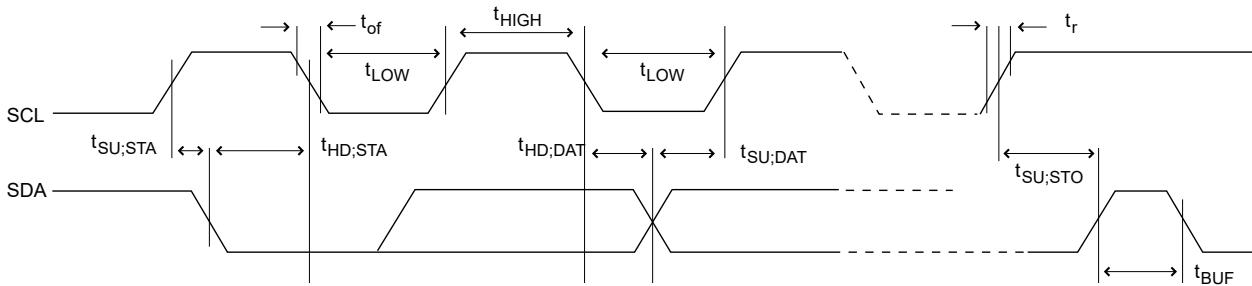 tof
tHIGH
tr
tLOW
tLOW
SCL
tSU;STA
tHD;STA
tHD;DAT
tSU;DAT
tSU;STO
SDA
tBUF